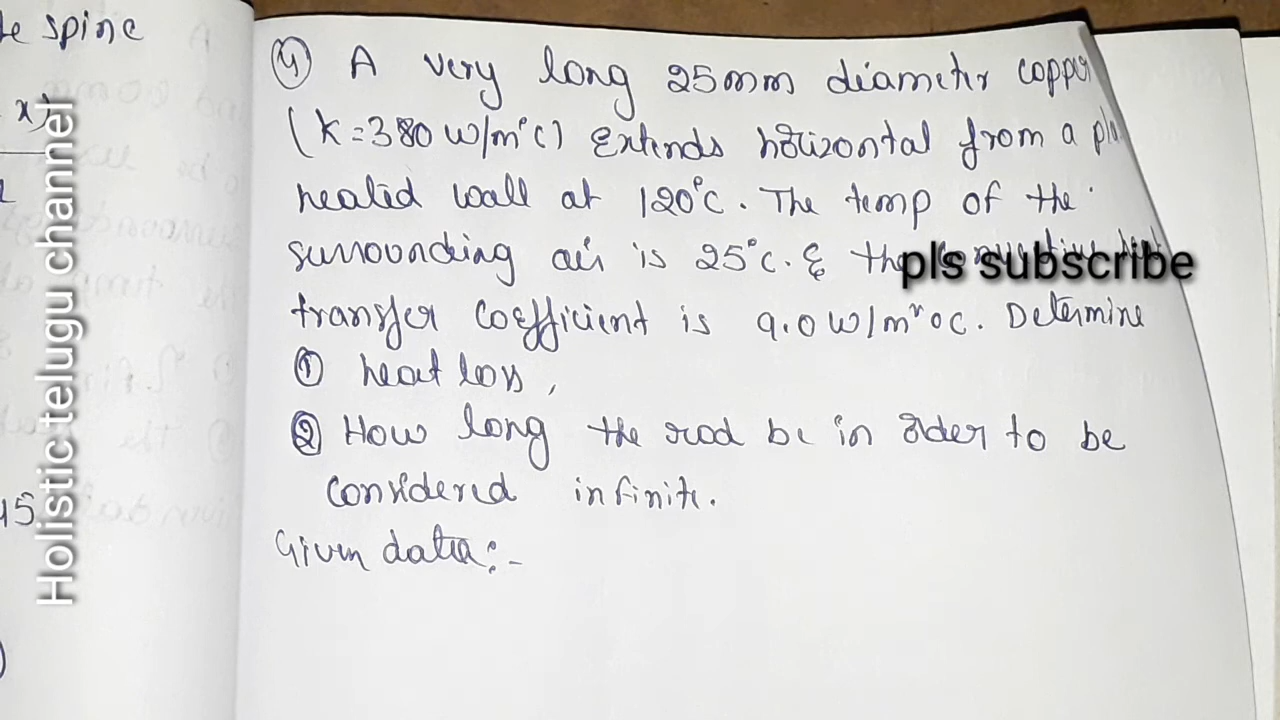 te spine
x)
45
Holistic telugu channel
④ A very long 25mm diameter copper
(K=380 W/m°C) Extends horizontal from a
heated wall at 120°C. The temp of the
surrounding air is 25°C. & the
pls subscribe
transfer coefficient is 9.0 W/m²°C. Determine
① heat loss,
② How long the rod be in order to be
considered infinite.
Given data:-